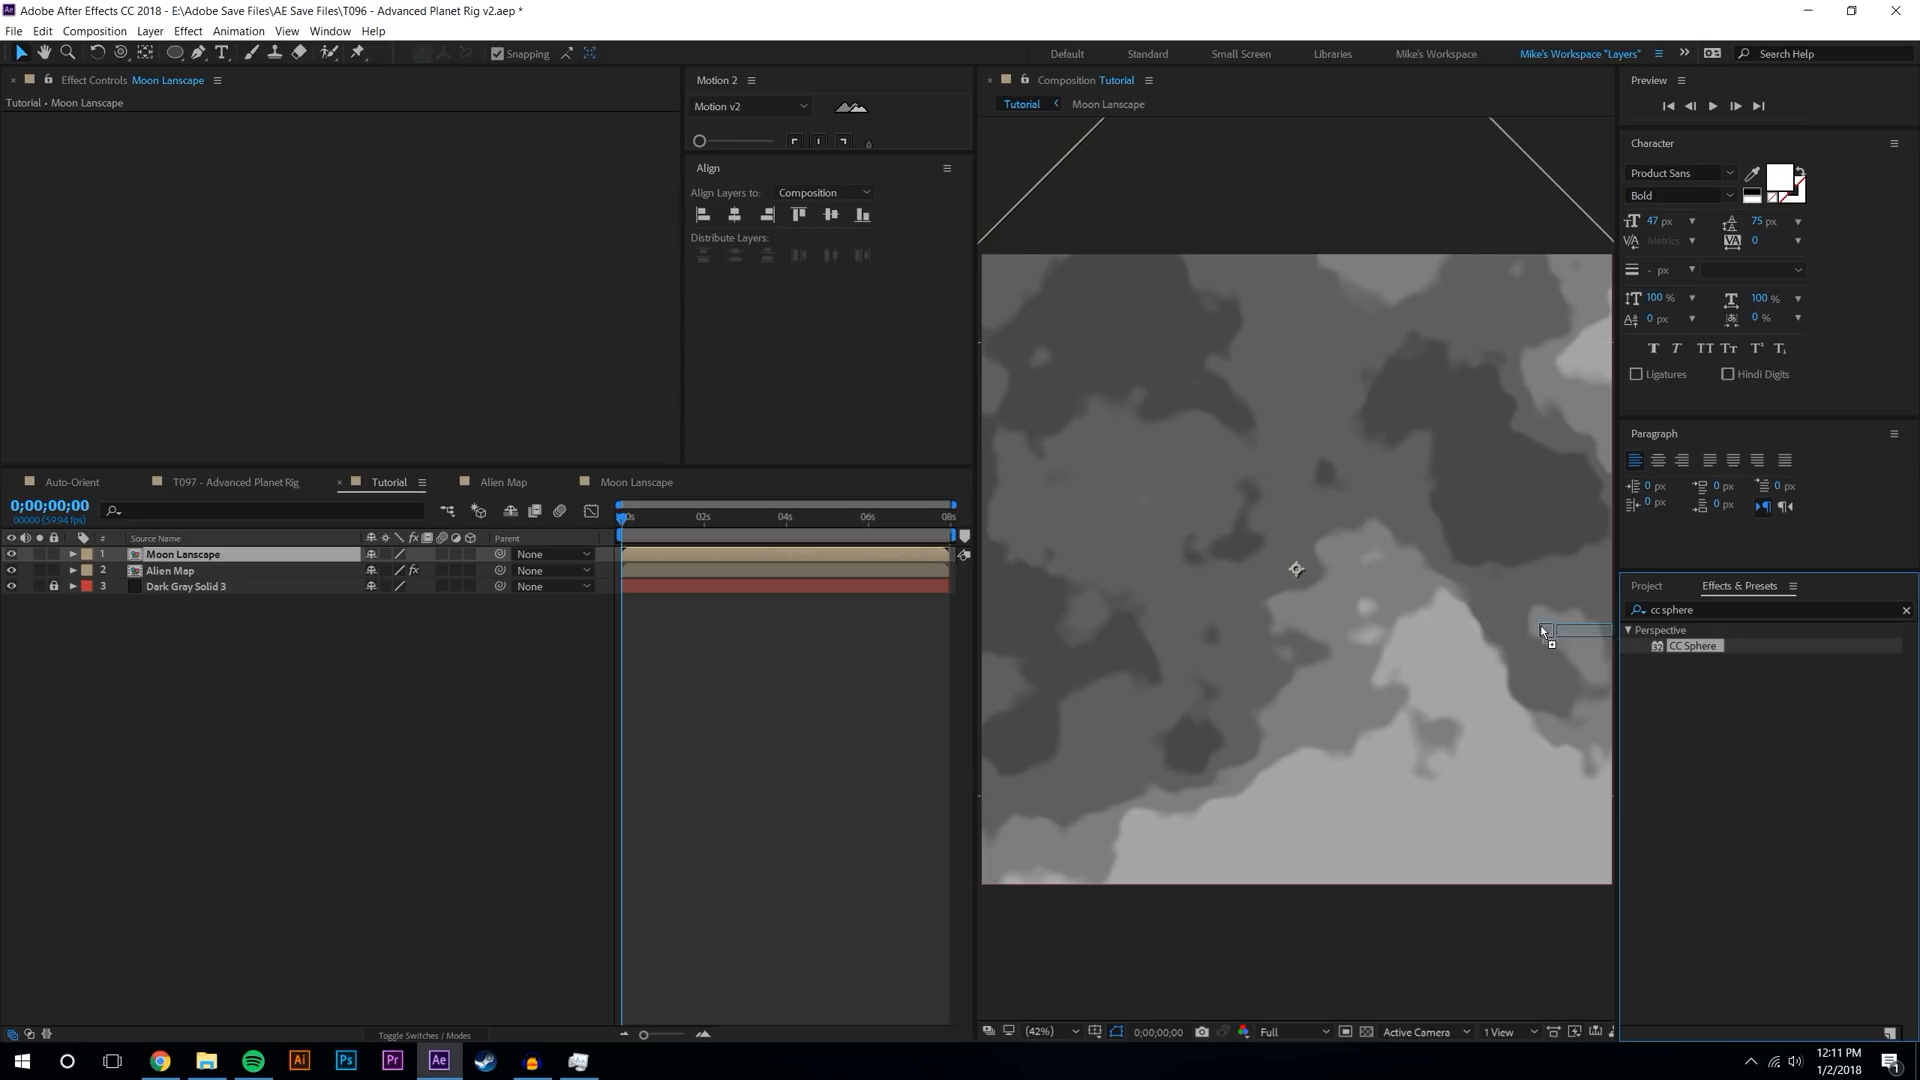 Adobe After Effects CC 2018 - E:\Adobe Save Files\AE Save Files\T096 - Advanced Planet Rig v2.aep *
File Edit Composition Layer Effect Animation View Window Help
Snapping
Default Standard Small Screen Libraries Mike's Workspace Mike's Workspace "Layers" Search Help
Effect Controls Moon Lanscape
Tutorial • Moon Lanscape
Motion 2
Motion v2
Align
Align Layers to: Composition
Distribute Layers:
Composition Tutorial
Tutorial Moon Lanscape
Preview
Character
Product Sans
Bold
47 px 75 px
Metrics 0
- px
100 % 100 %
0 px 0 %
Ligatures Hindi Digits
Paragraph
0 px 0 px 0 px
0 px 0 px
Project Effects & Presets
cc sphere
Perspective
CC Sphere
Auto-Orient T097 - Advanced Planet Rig Tutorial Alien Map Moon Lanscape
0;00;00;00
00000 (59.94 fps)
02s 04s 06s 08s
# Source Name Parent
1 Moon Lanscape None
2 Alien Map None
3 Dark Gray Solid 3 None
Toggle Switches / Modes
(42%) 0;00;00;00 Full Active Camera 1 View
12:11 PM
1/2/2018